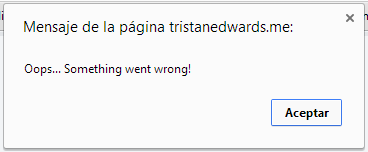 Mensaje de la página tristanedwards.me:
Oops... Something went wrong!
Aceptar